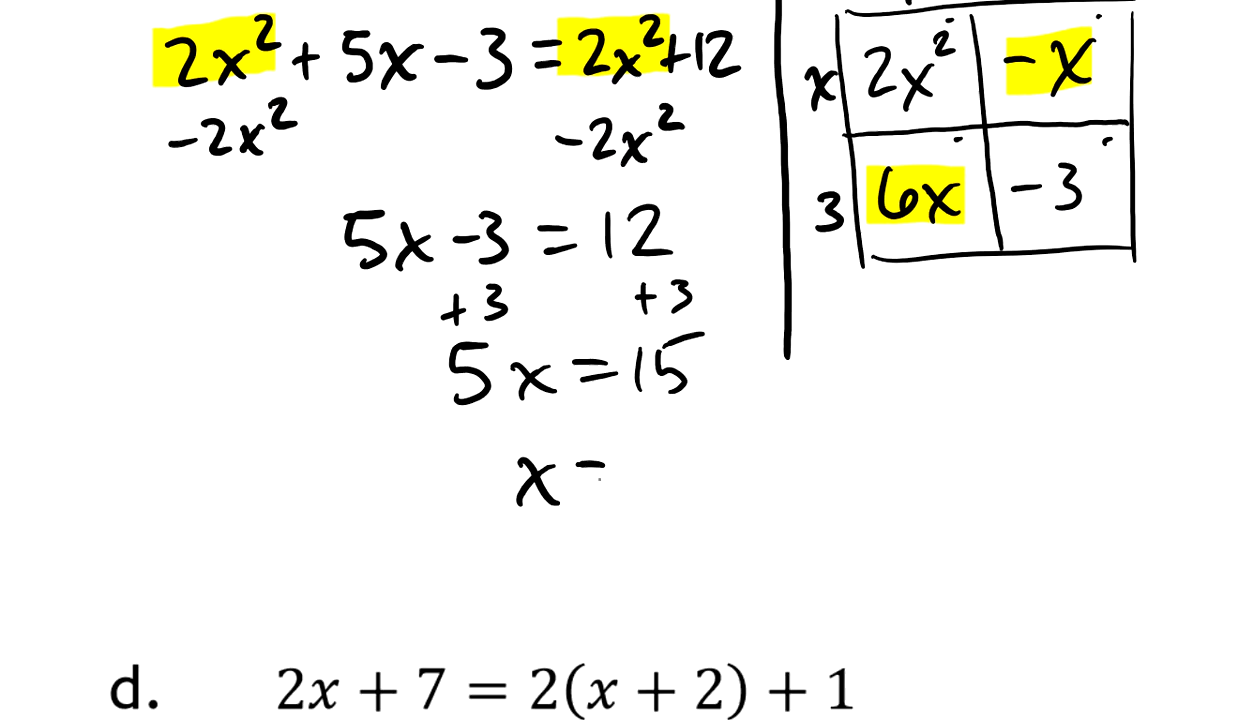 2x² + 5x - 3 = 2x² + 12
-2x² -2x²
5x - 3 = 12
+3 +3
5x = 15
x =
x 2x² -x
3 6x -3
d. 2x + 7 = 2(x + 2) + 1